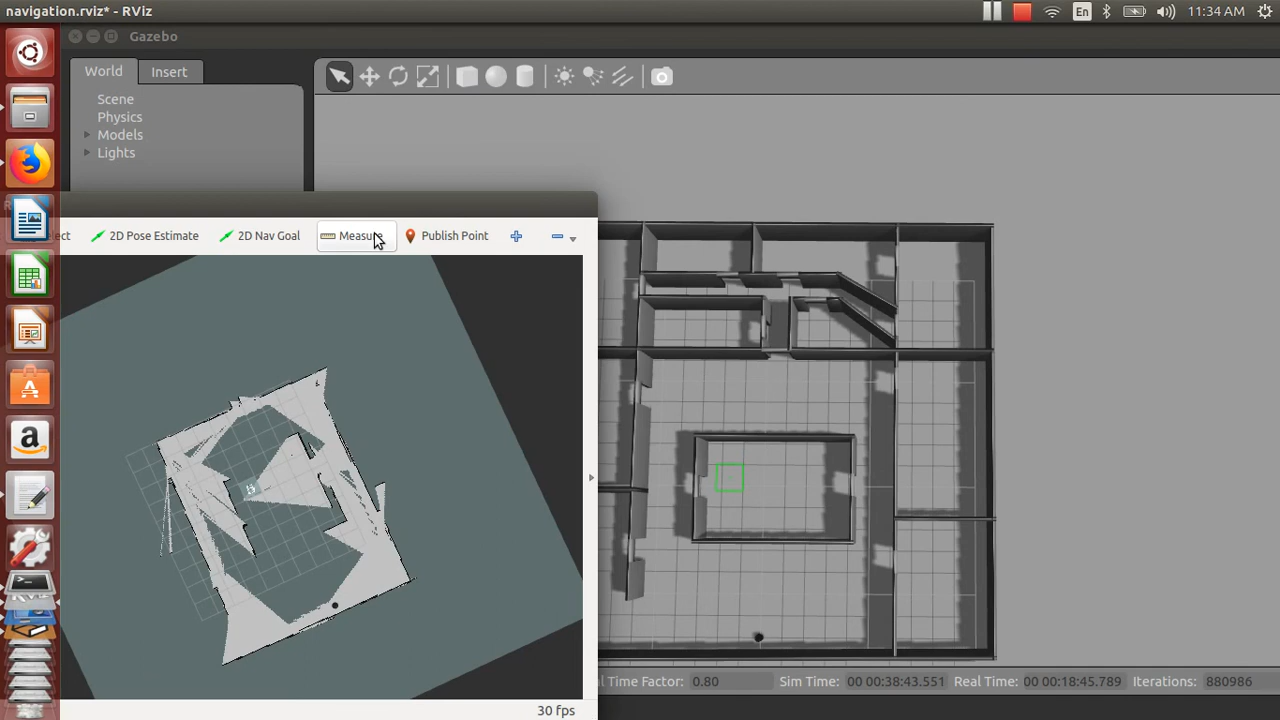 navigation.rviz* - RViz
En
11:34 AM
Gazebo
World
Insert
Scene
Physics
Models
Lights
ect
2D Pose Estimate
2D Nav Goal
Measure
Publish Point
30 fps
Time Factor:
0.80
Sim Time:
00 00:38:43.551
Real Time:
00 00:18:45.789
Iterations:
880986